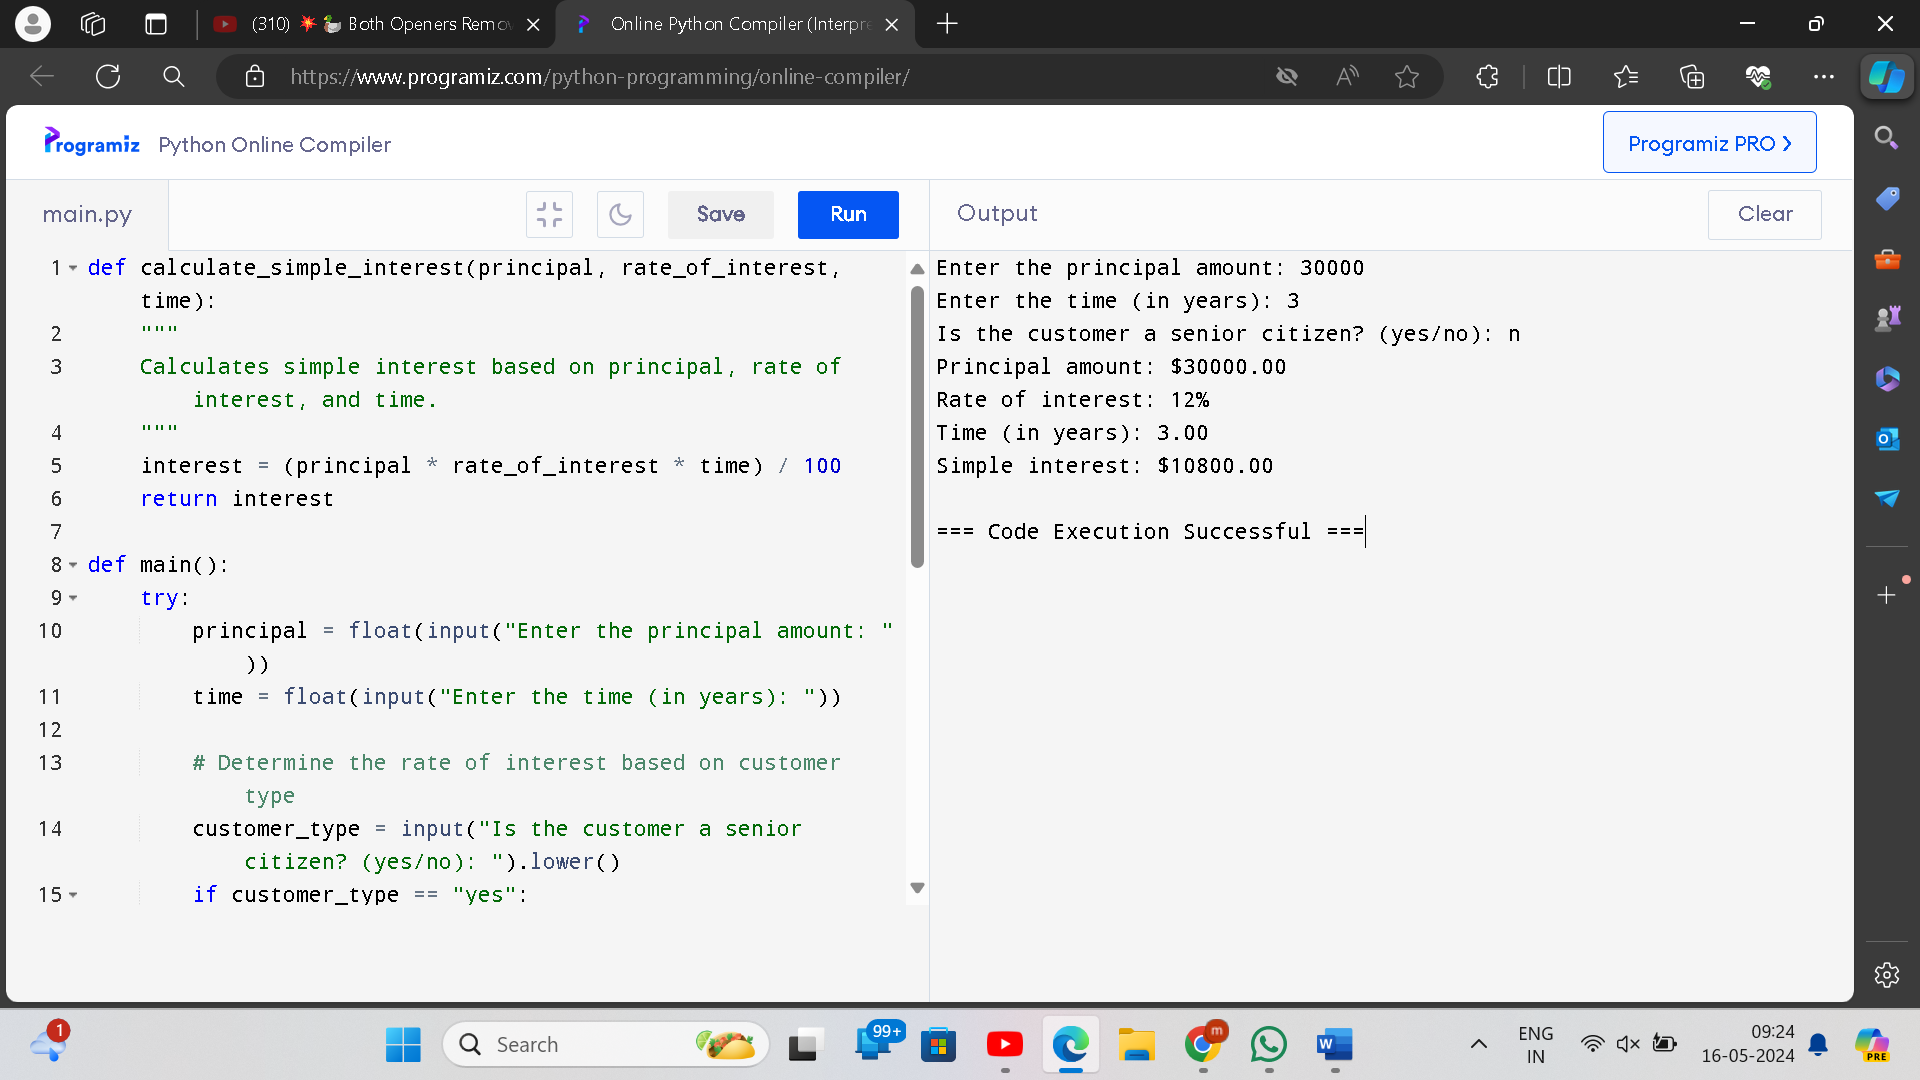 (310) 💥🦆 Both Openers Remov
Online Python Compiler (Interpre
https://www.programiz.com/python-programming/online-compiler/
Programiz Python Online Compiler
Programiz PRO ❯
main.py
Save
Run
Output
Clear
1 def calculate_simple_interest(principal, rate_of_interest,
time):
2 """
3 Calculates simple interest based on principal, rate of
interest, and time.
4 """
5 interest = (principal * rate_of_interest * time) / 100
6 return interest
7
8 def main():
9 try:
10 principal = float(input("Enter the principal amount: "
))
11 time = float(input("Enter the time (in years): "))
12
13 # Determine the rate of interest based on customer
type
14 customer_type = input("Is the customer a senior
citizen? (yes/no): ").lower()
15 if customer_type == "yes":
Enter the principal amount: 30000
Enter the time (in years): 3
Is the customer a senior citizen? (yes/no): n
Principal amount: $30000.00
Rate of interest: 12%
Time (in years): 3.00
Simple interest: $10800.00
=== Code Execution Successful ===
1
Search
99+
m
W
ENG
IN
09:24
16-05-2024
PRE